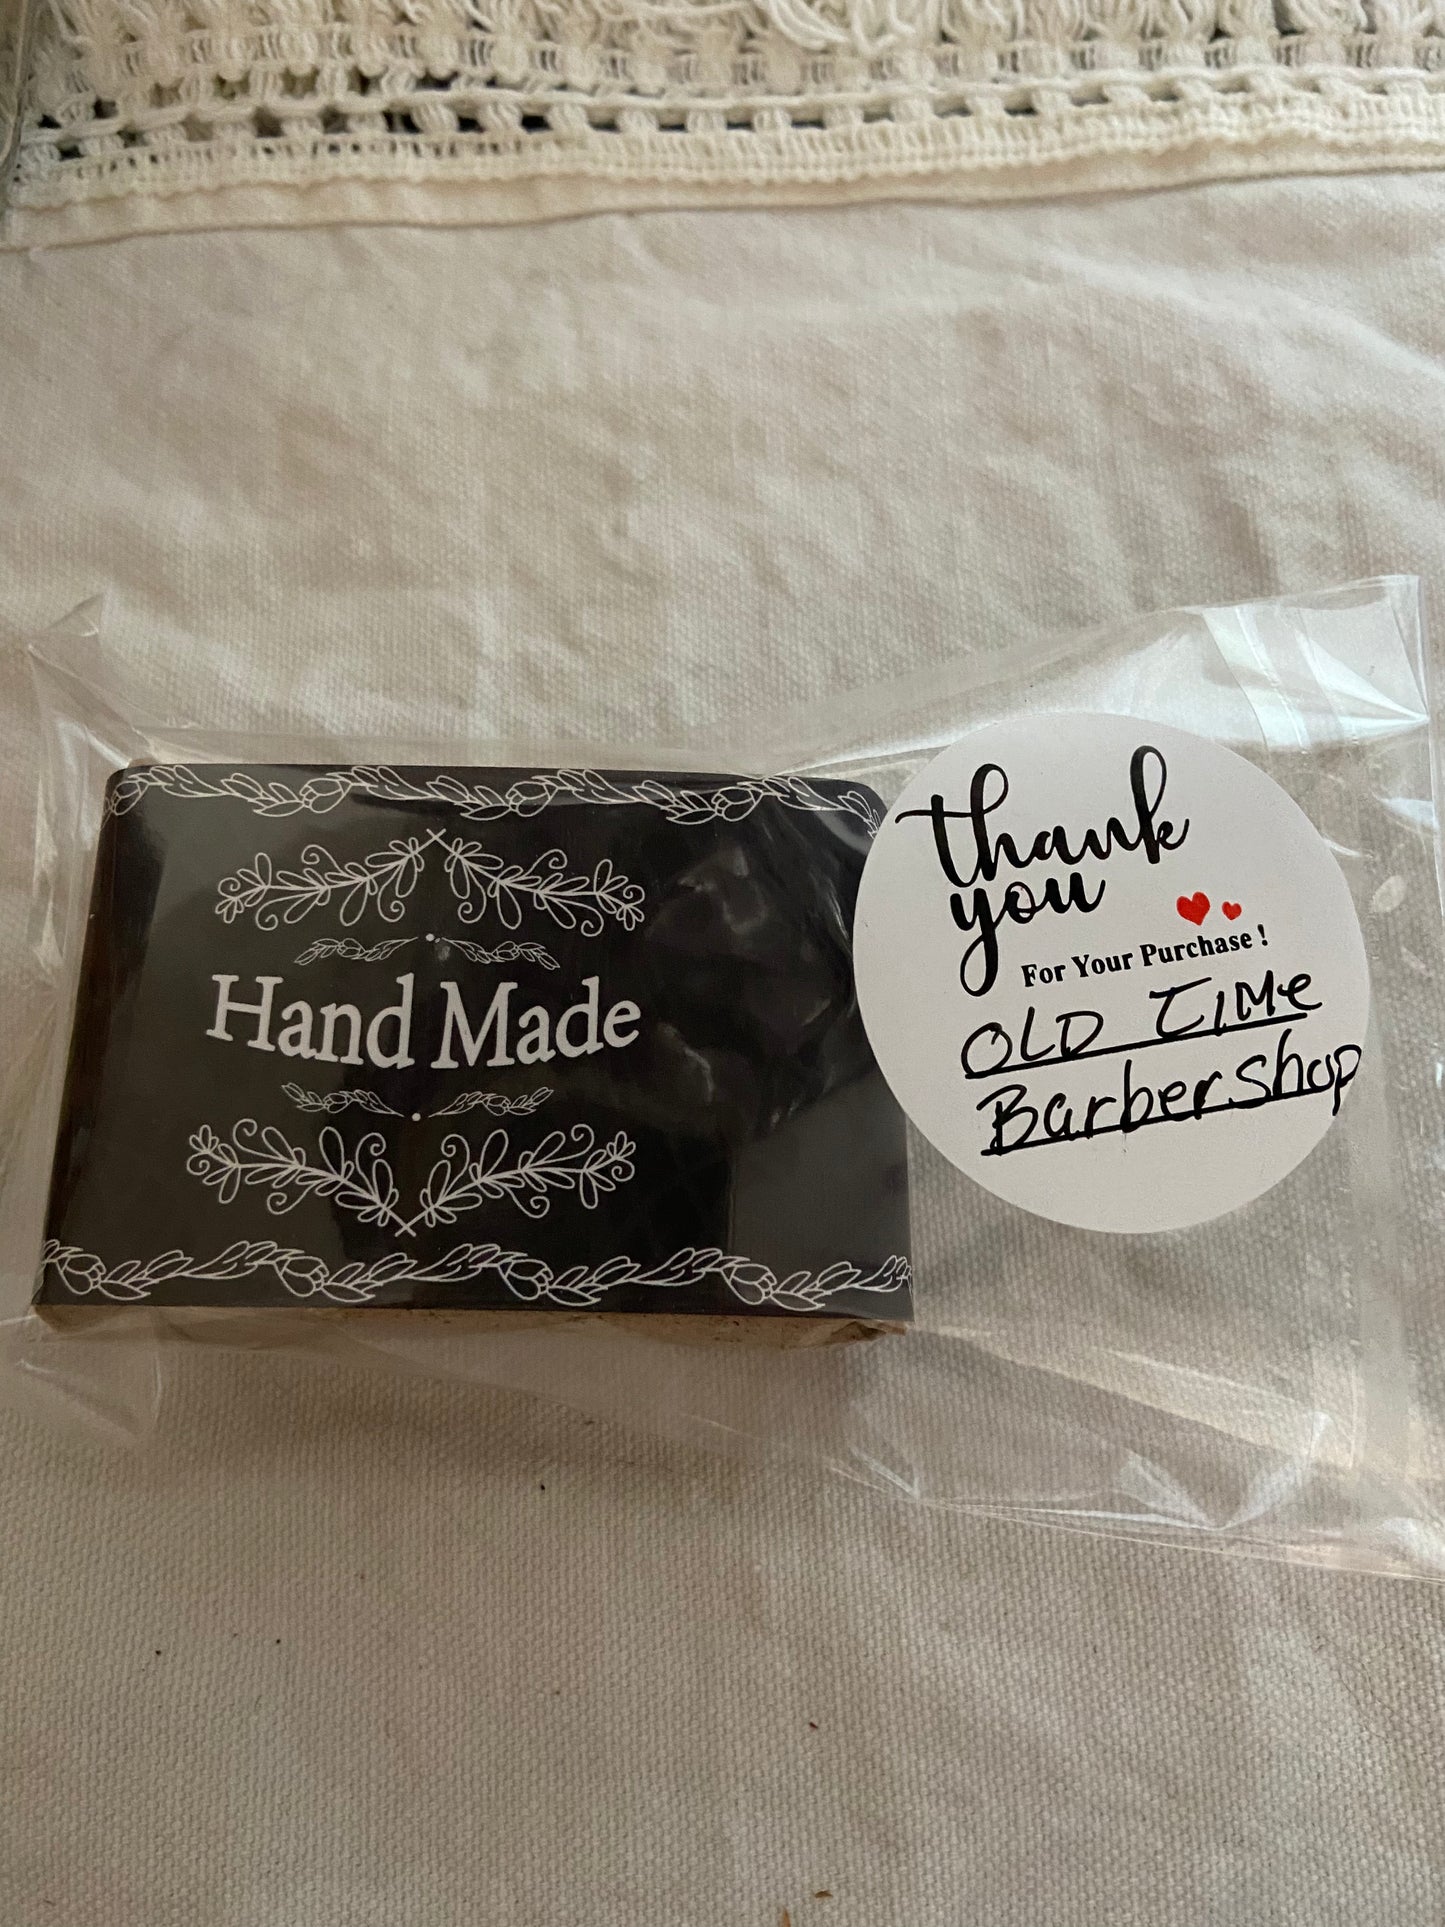 Hand Made
thank
you
For Your Purchase !
OLD TIMe
Barbershop